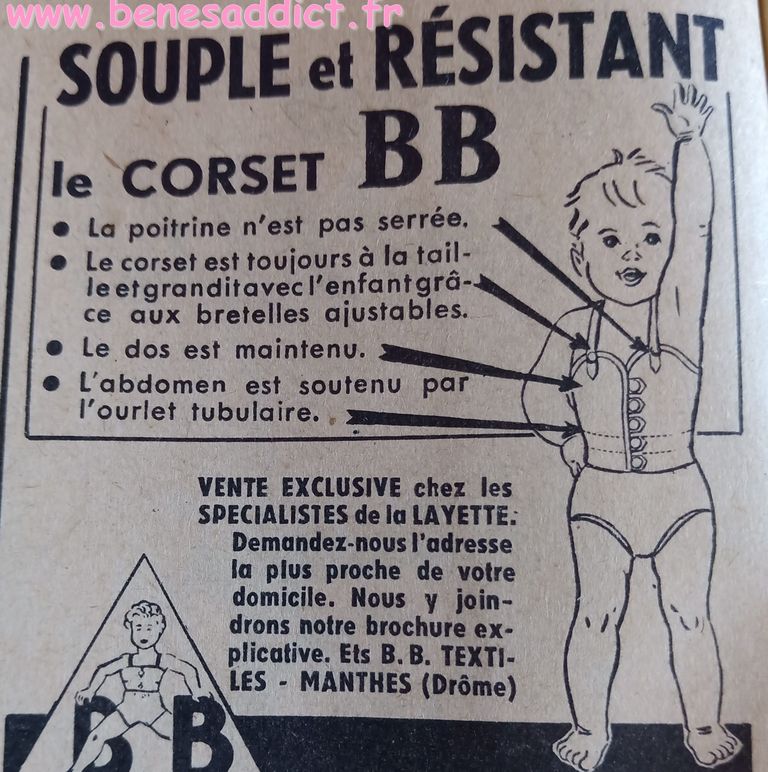 www.benesaddict.fr
SOUPLE et RÉSISTANT
le CORSET BB
• La poitrine n'est pas serrée.
• Le corset est toujours à la tail-
le et grandit avec l'enfant grâ-
ce aux bretelles ajustables.
• Le dos est maintenu.
• L'abdomen est soutenu par
l'ourlet tubulaire.
VENTE EXCLUSIVE chez les
SPECIALISTES de la LAYETTE.
Demandez-nous l'adresse
la plus proche de votre
domicile. Nous y join-
drons notre brochure ex-
plicative. Ets B. B. TEXTI-
LES - MANTHES (Drôme)
BB